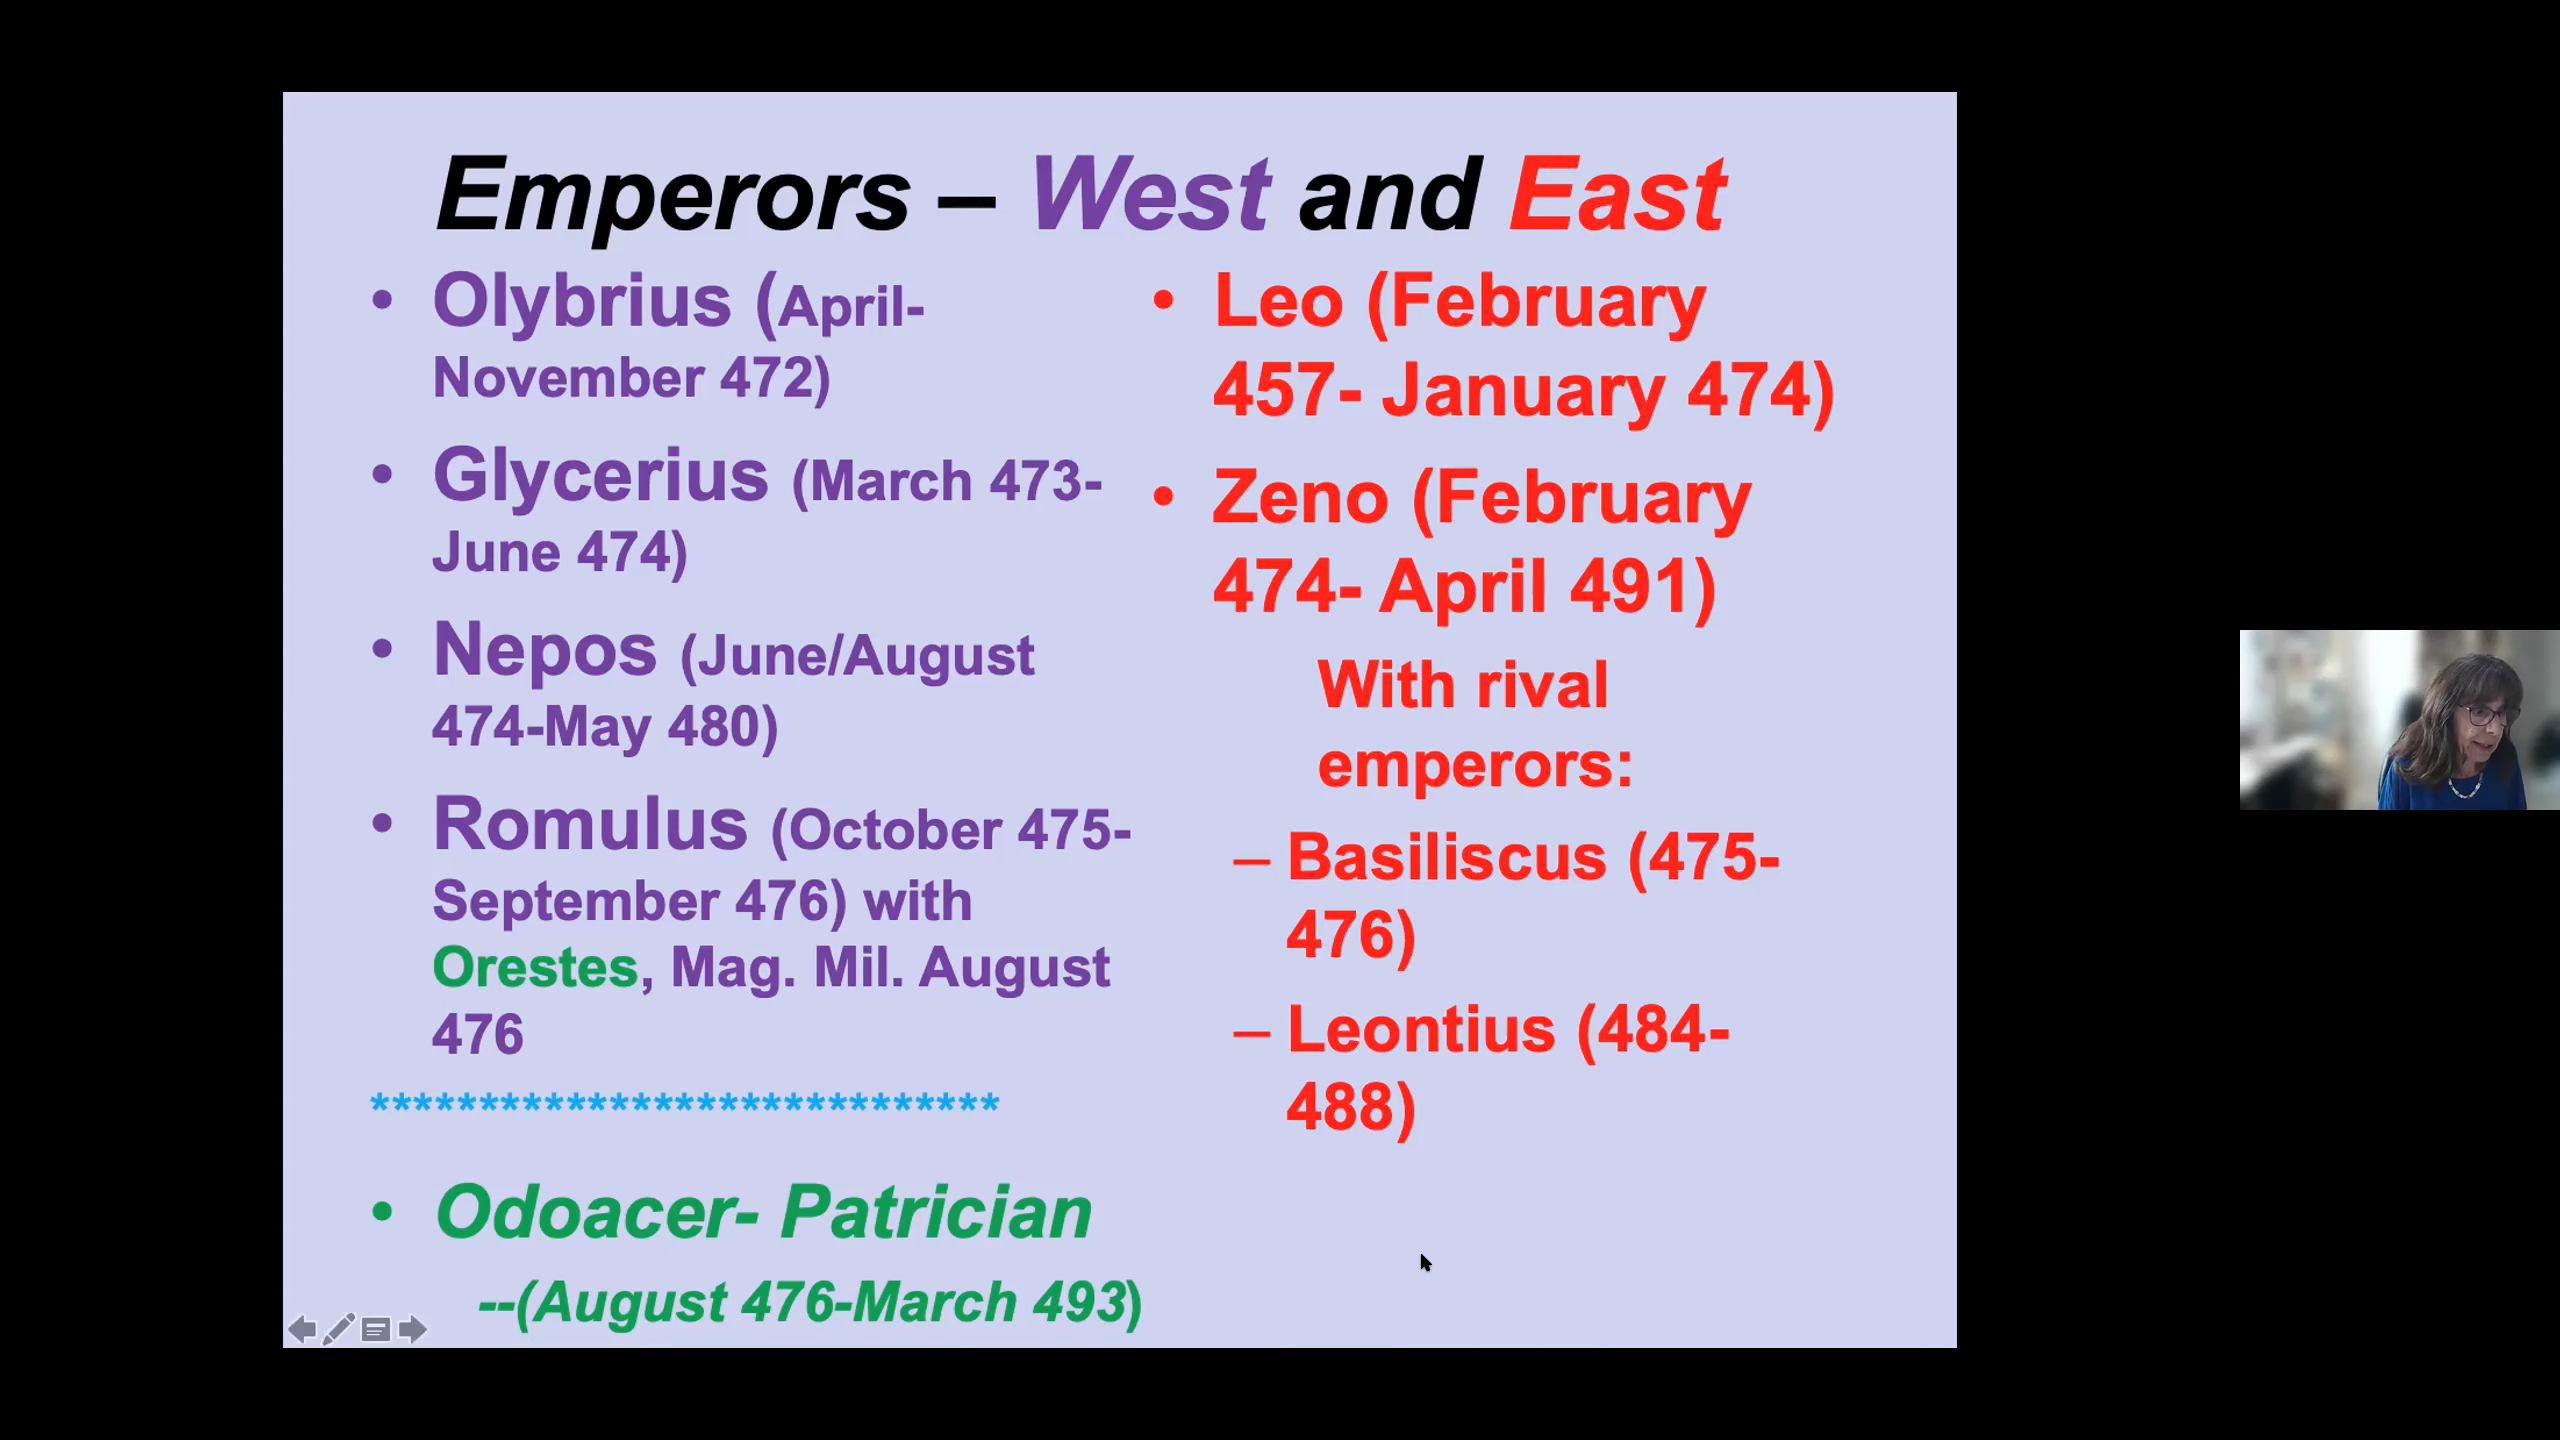 Emperors – West and East
• Olybrius (April-
November 472)
• Glycerius (March 473-
June 474)
• Nepos (June/August
474-May 480)
• Romulus (October 475-
September 476) with
Orestes, Mag. Mil. August
476
*****************************
• Odoacer- Patrician
--(August 476-March 493)
• Leo (February
457- January 474)
• Zeno (February
474- April 491)
With rival
emperors:
– Basiliscus (475-
476)
– Leontius (484-
488)